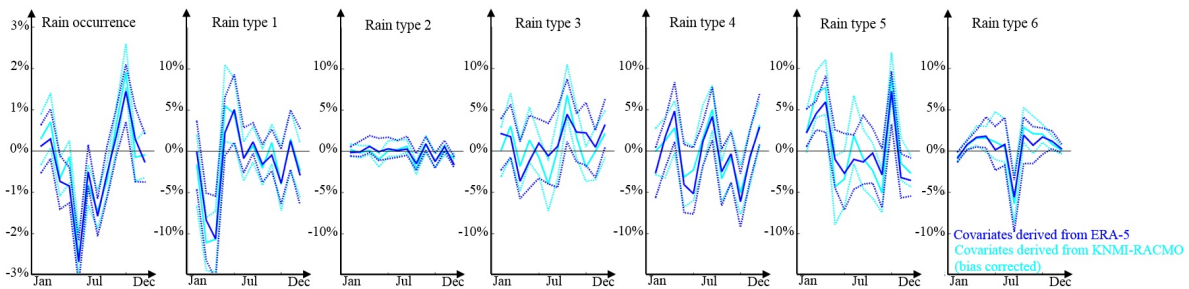 Rain occurrence
3%
2%
1%
0%
-1%
-2%
-3%
Jan Jul Dec
Rain type 1
10%
5%
0%
-5%
-10%
Jan Jul Dec
Rain type 2
10%
5%
0%
-5%
-10%
Jan Jul Dec
Rain type 3
10%
5%
0%
-5%
-10%
Jan Jul Dec
Rain type 4
10%
5%
0%
-5%
-10%
Jan Jul Dec
Rain type 5
10%
5%
0%
-5%
-10%
Jan Jul Dec
Rain type 6
10%
5%
0%
-5%
-10%
Covariates derived from ERA-5
Covariates derived from KNMI-RACMO
(bias corrected)
Jan Jul Dec